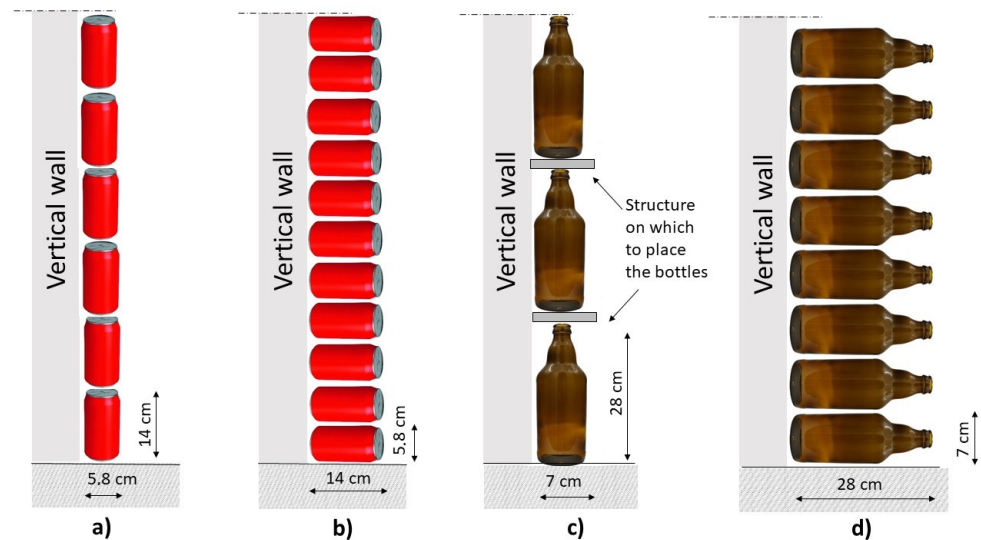 Vertical wall
14 cm
5,8 cm
a)
Vertical wall
5,8 cm
14 cm
b)
Vertical wall
Structure
on which
to place
the bottles
28 cm
7 cm
c)
Vertical wall
7 cm
28 cm
d)